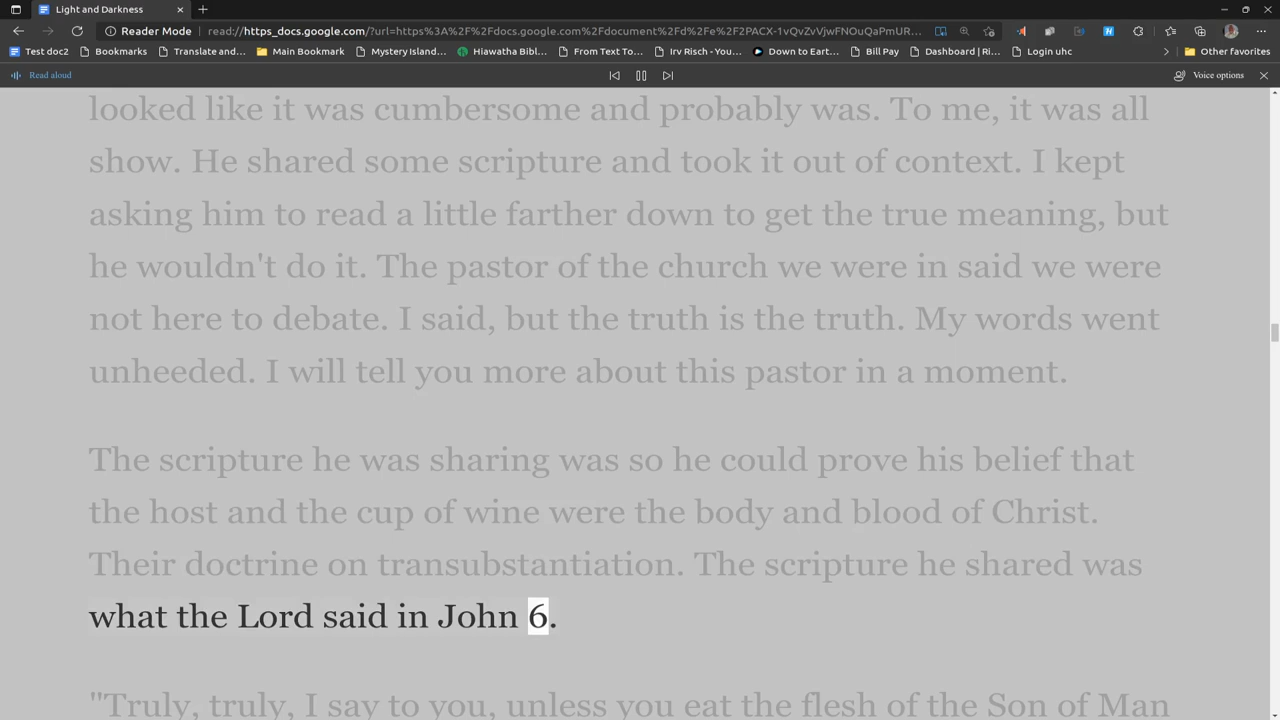 Light and Darkness
Reader Mode
read://https_docs.google.com/?url=https%3A%2F%2Fdocs.google.com%2Fdocument%2Fd%2Fe%2F2PACX-1vQvZvVjwFNOuQaPmUR...
Test doc2 Bookmarks Translate and... Main Bookmark Mystery Island... Hiawatha Bibl... From Text To... Irv Risch - You... Down to Eart... Bill Pay Dashboard | Ri... Login uhc Other favorites
Read aloud Voice options
looked like it was cumbersome and probably was. To me, it was all
show. He shared some scripture and took it out of context. I kept
asking him to read a little farther down to get the true meaning, but
he wouldn't do it. The pastor of the church we were in said we were
not here to debate. I said, but the truth is the truth. My words went
unheeded. I will tell you more about this pastor in a moment.
The scripture he was sharing was so he could prove his belief that
the host and the cup of wine were the body and blood of Christ.
Their doctrine on transubstantiation. The scripture he shared was
what the Lord said in John 6.
"Truly, truly, I say to you, unless you eat the flesh of the Son of Man